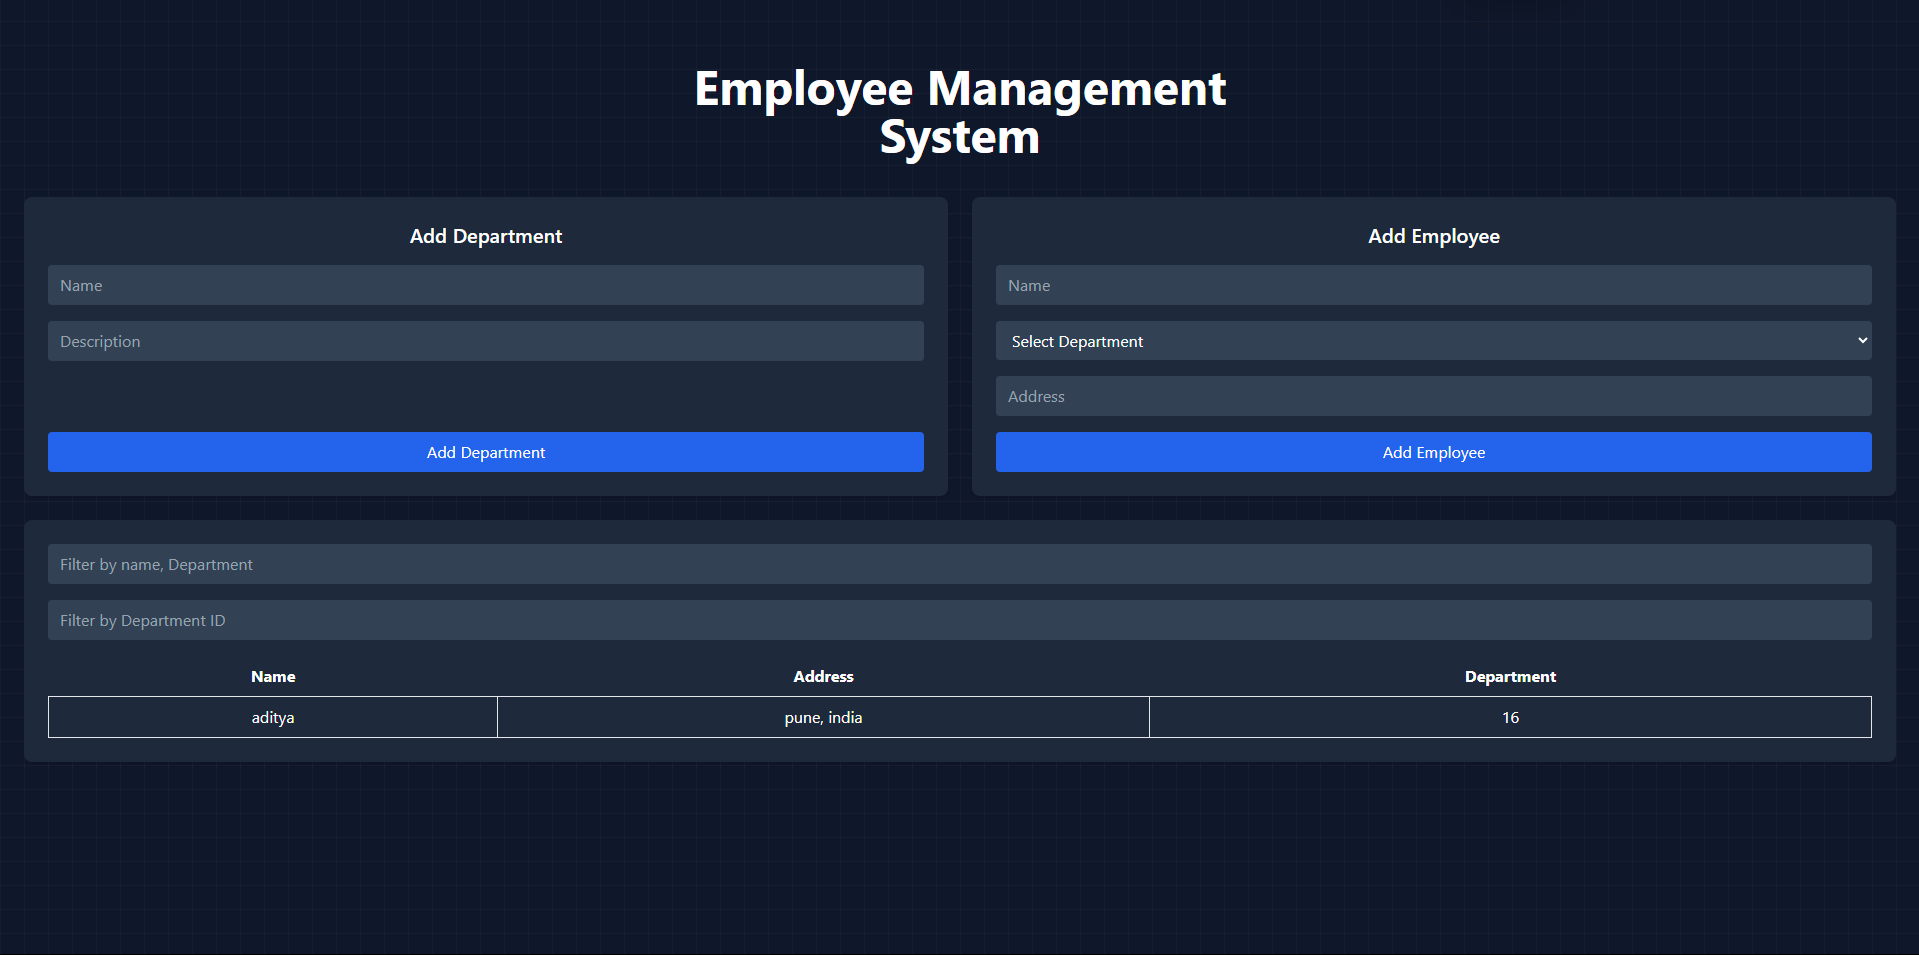 Employee Management
System
Add Department
Name
Description
Add Department
Add Employee
Name
Select Department
Address
Add Employee
Filter by name, Department
Filter by Department ID
Name Address Department
aditya pune, india 16